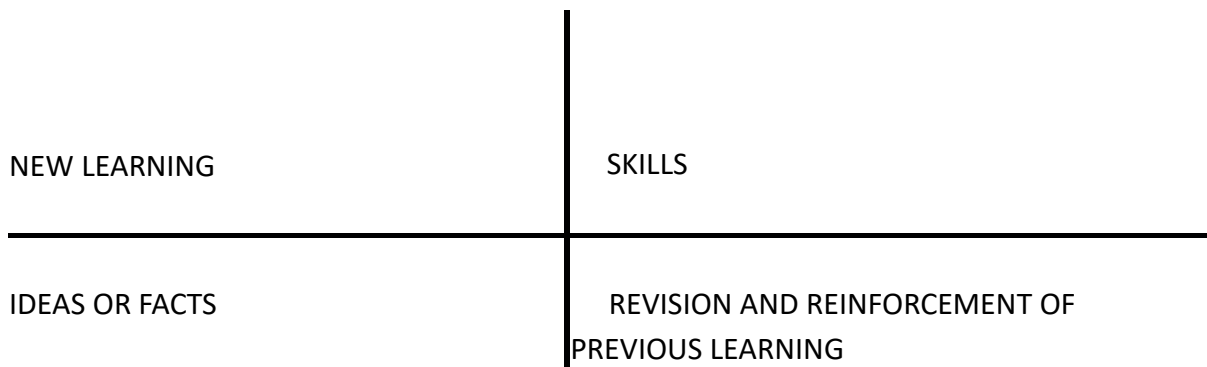 NEW LEARNING
SKILLS
IDEAS OR FACTS
REVISION AND REINFORCEMENT OF
PREVIOUS LEARNING